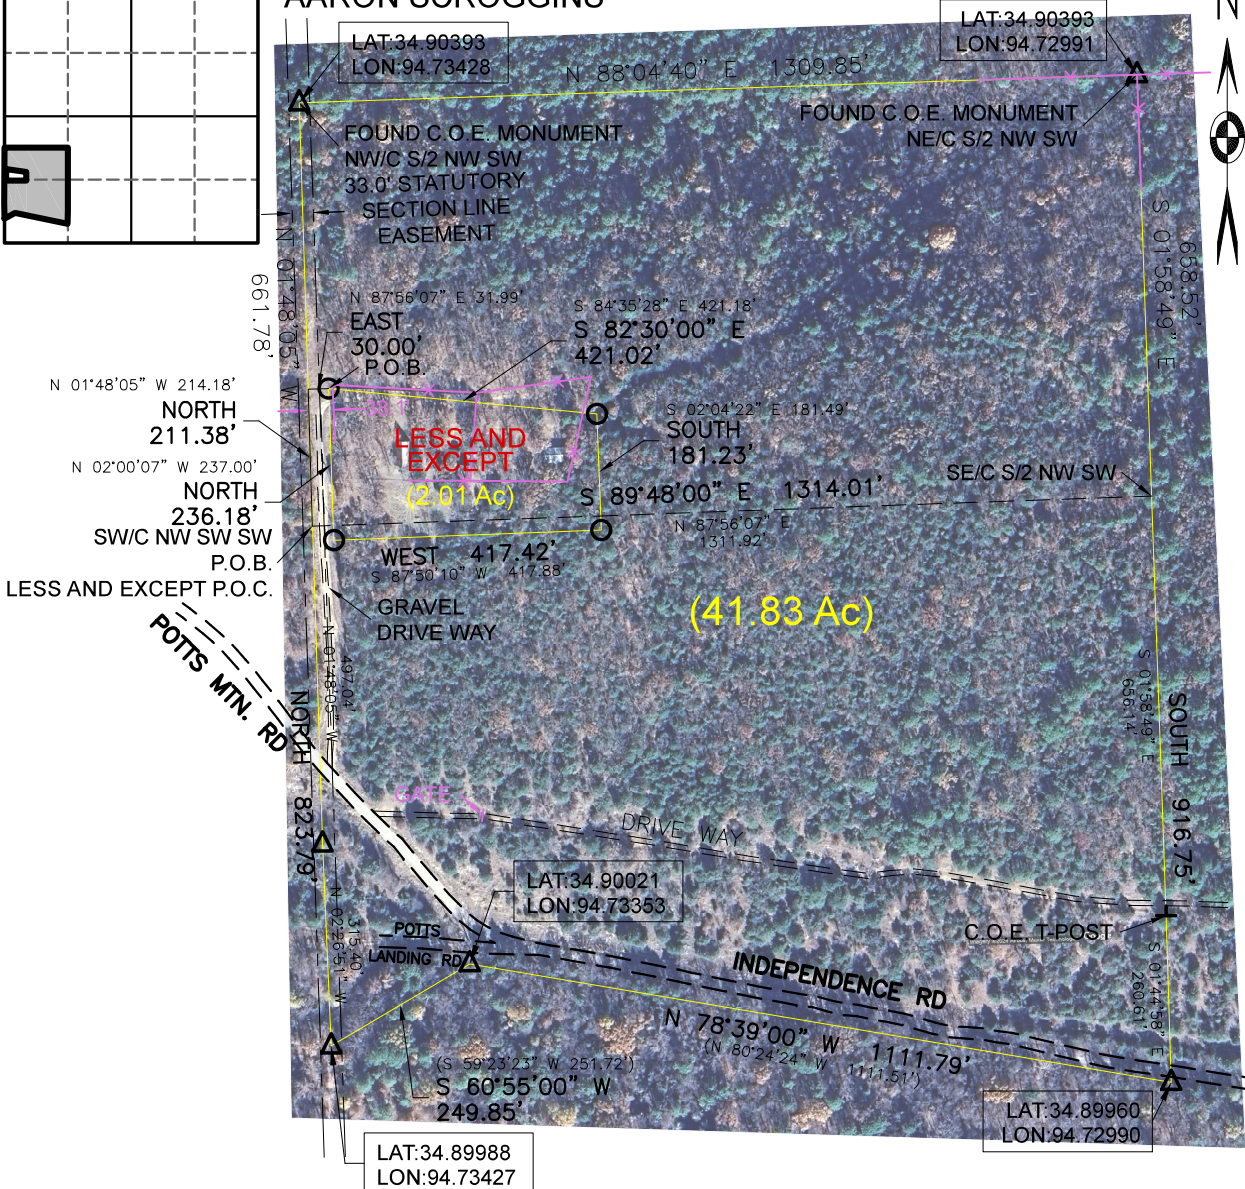 AARON SCROGGINS
N
LAT:34.90393
LON:94.73428
LAT:34.90393
LON:94.72991
N 88°04'40" E 1309.85'
FOUND C.O.E. MONUMENT
NW/C S/2 NW SW
33.0' STATUTORY
SECTION LINE
EASEMENT
FOUND C.O.E. MONUMENT
NE/C S/2 NW SW
N 01°48'05" W
661.78'
S 01°58'49" E
658.52'
N 87°56'07" E 31.99'
EAST
30.00'
P.O.B.
S 84°35'28" E 421.18'
S 82°30'00" E
421.02'
N 01°48'05" W 214.18'
NORTH
211.38'
N 02°00'07" W 237.00'
NORTH
236.18'
SW/C NW SW SW
P.O.B.
LESS AND EXCEPT P.O.C.
LESS AND
EXCEPT
(2.01 Ac)
S 02°04'22" E 181.49'
SOUTH
181.23'
SE/C S/2 NW SW
S 89°48'00" E 1314.01'
N 87°56'07" E
1311.92'
WEST 417.42'
S 87°50'10" W 417.88'
GRAVEL
DRIVE WAY
(41.83 Ac)
POTTS MTN. RD
N 01°48'05" W
497.04'
NORTH 823.79'
S 01°58'49" E
656.14'
SOUTH 916.75'
GATE
DRIVE WAY
LAT:34.90021
LON:94.73353
N 02°26'51" W
315.40'
POTTS
LANDING RD
C.O.E. T-POST
INDEPENDENCE RD
S 01°44'58" E
260.61'
N 78°39'00" W 1111.79'
(N 80°24'24" W 1111.51')
(S 59°23'23" W 251.72')
S 60°55'00" W
249.85'
LAT:34.89960
LON:94.72990
LAT:34.89988
LON:94.73427